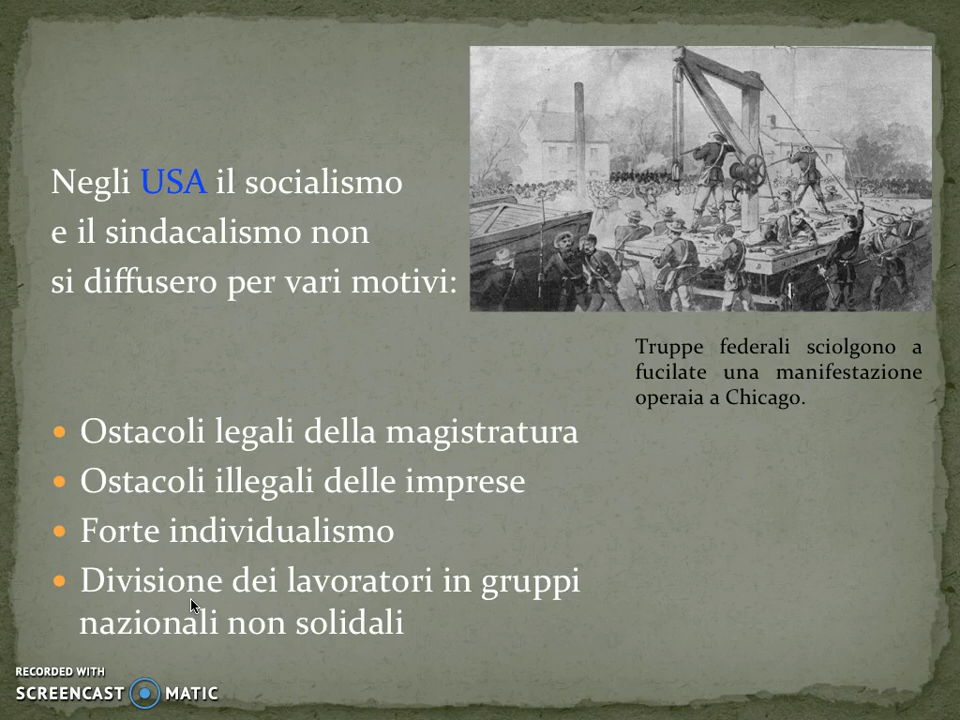 Negli USA il socialismo
e il sindacalismo non
si diffusero per vari motivi:
Truppe federali sciolgono a
fucilate una manifestazione
operaia a Chicago.
• Ostacoli legali della magistratura
• Ostacoli illegali delle imprese
• Forte individualismo
• Divisione dei lavoratori in gruppi
nazionali non solidali
RECORDED WITH
SCREENCAST MATIC